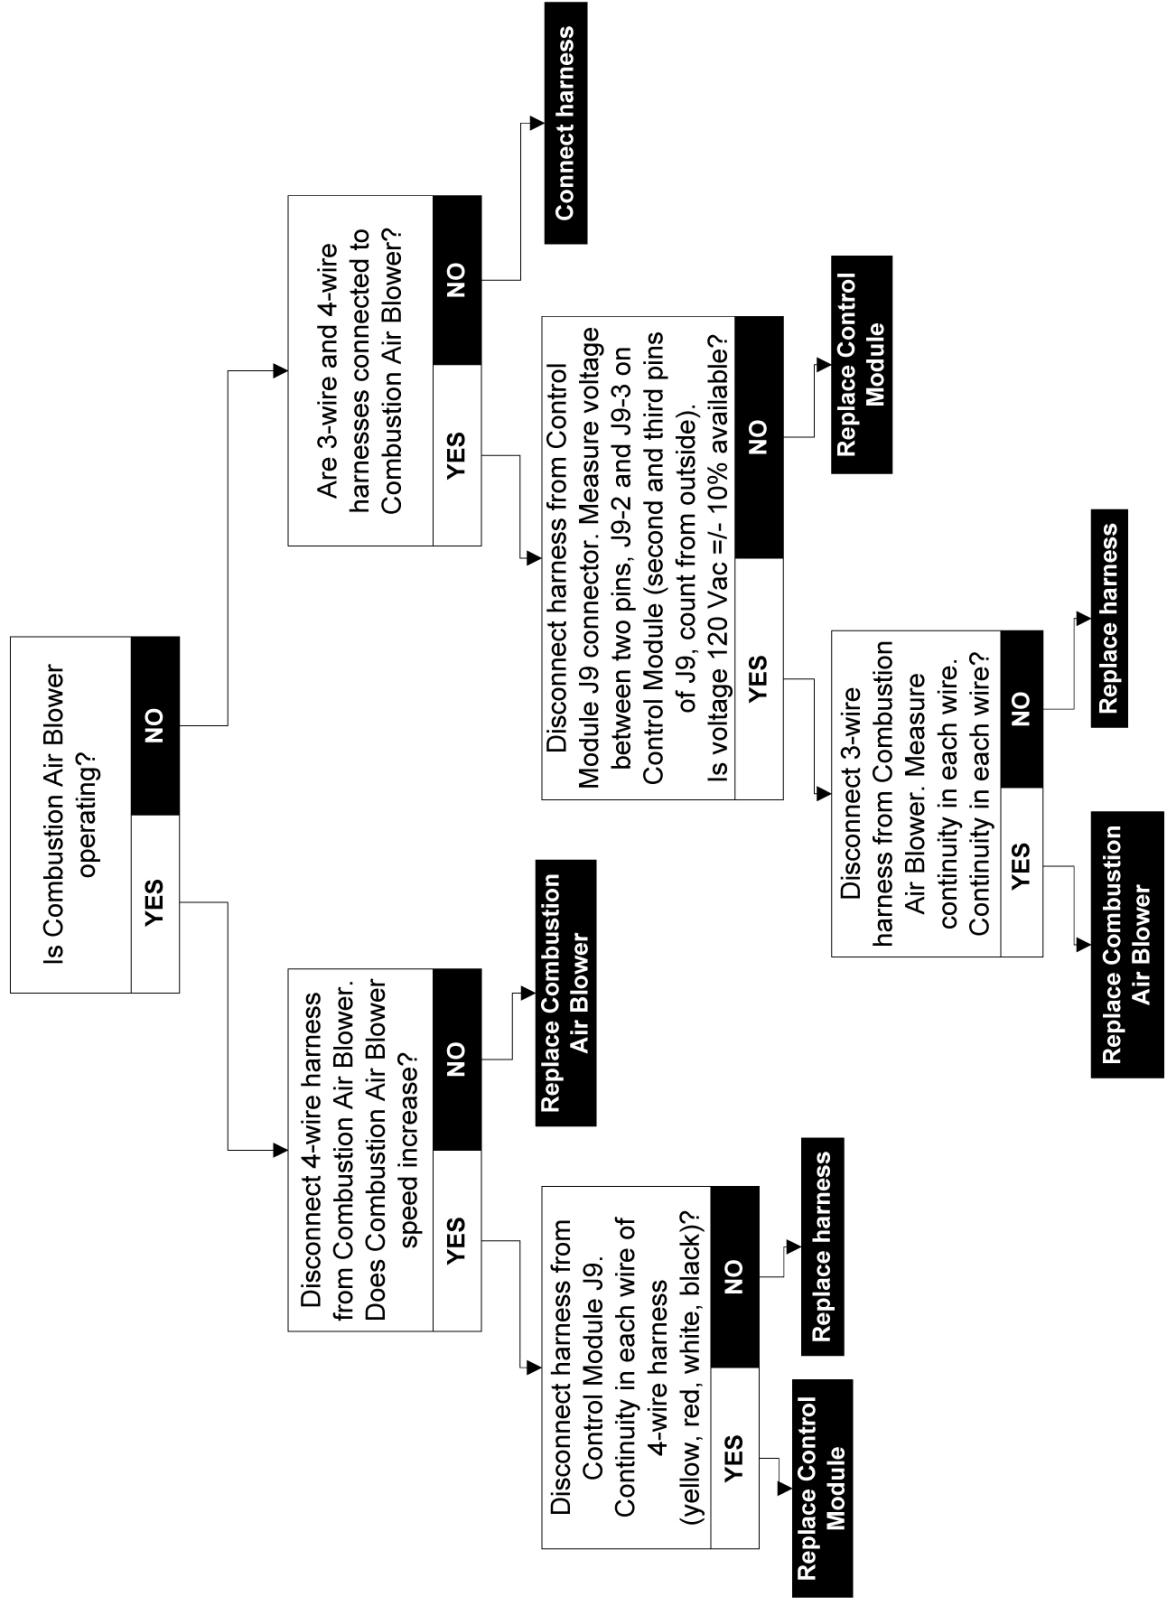 Is Combustion Air Blower
operating?
YES
NO
Disconnect 4-wire harness
from Combustion Air Blower.
Does Combustion Air Blower
speed increase?
YES
NO
Are 3-wire and 4-wire
harnesses connected to
Combustion Air Blower?
YES
NO
Disconnect harness from
Control Module J9.
Continuity in each wire of
4-wire harness
(yellow, red, white, black)?
YES
NO
Replace Combustion
Air Blower
Disconnect harness from Control
Module J9 connector. Measure voltage
between two pins, J9-2 and J9-3 on
Control Module (second and third pins
of J9, count from outside).
Is voltage 120 Vac =/- 10% available?
YES
NO
Connect harness
Replace Control
Module
Replace harness
Disconnect 3-wire
harness from Combustion
Air Blower. Measure
continuity in each wire.
Continuity in each wire?
YES
NO
Replace Control
Module
Replace Combustion
Air Blower
Replace harness